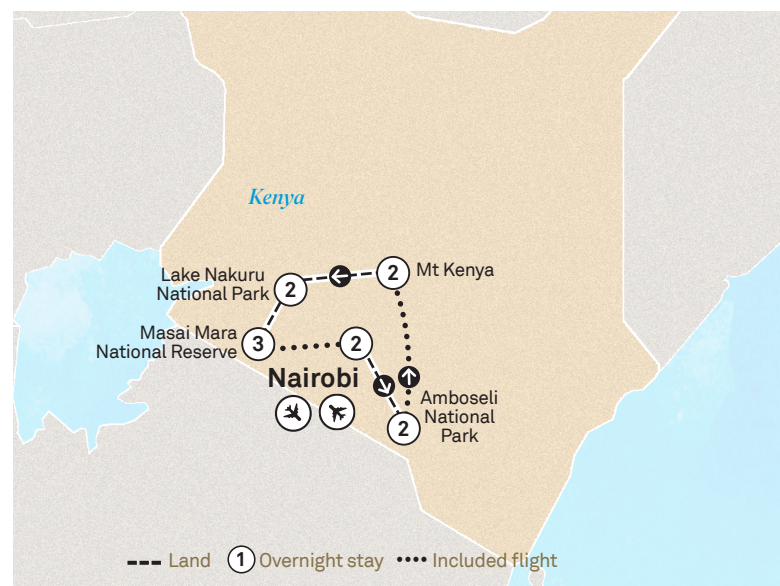 Kenya
Lake Nakuru
National Park
2
2
Mt Kenya
Masai Mara
National Reserve
3
2
Nairobi
Amboseli
National
Park
2
Land
1
Overnight stay
Included flight